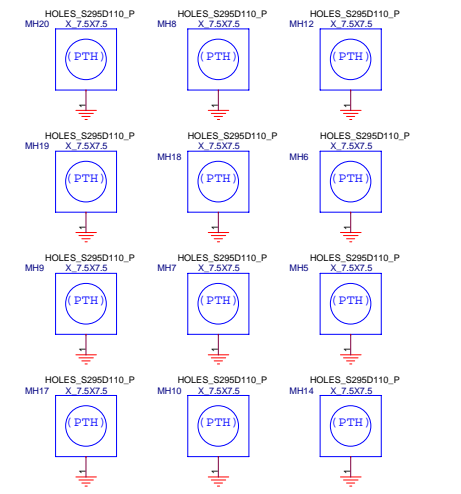 HOLES_S295D110_P HOLES_S295D110_P HOLES_S295D110_P
MH20 X_7.5X7.5 MH8 X_7.5X7.5 MH12 X_7.5X7.5
(PTH) (PTH) (PTH)
1 1 1
HOLES_S295D110_P HOLES_S295D110_P HOLES_S295D110_P
MH19 X_7.5X7.5 MH18 X_7.5X7.5 MH6 X_7.5X7.5
(PTH) (PTH) (PTH)
1 1 1
HOLES_S295D110_P HOLES_S295D110_P HOLES_S295D110_P
MH9 X_7.5X7.5 MH7 X_7.5X7.5 MH5 X_7.5X7.5
(PTH) (PTH) (PTH)
1 1 1
HOLES_S295D110_P HOLES_S295D110_P HOLES_S295D110_P
MH17 X_7.5X7.5 MH10 X_7.5X7.5 MH14 X_7.5X7.5
(PTH) (PTH) (PTH)
1 1 1